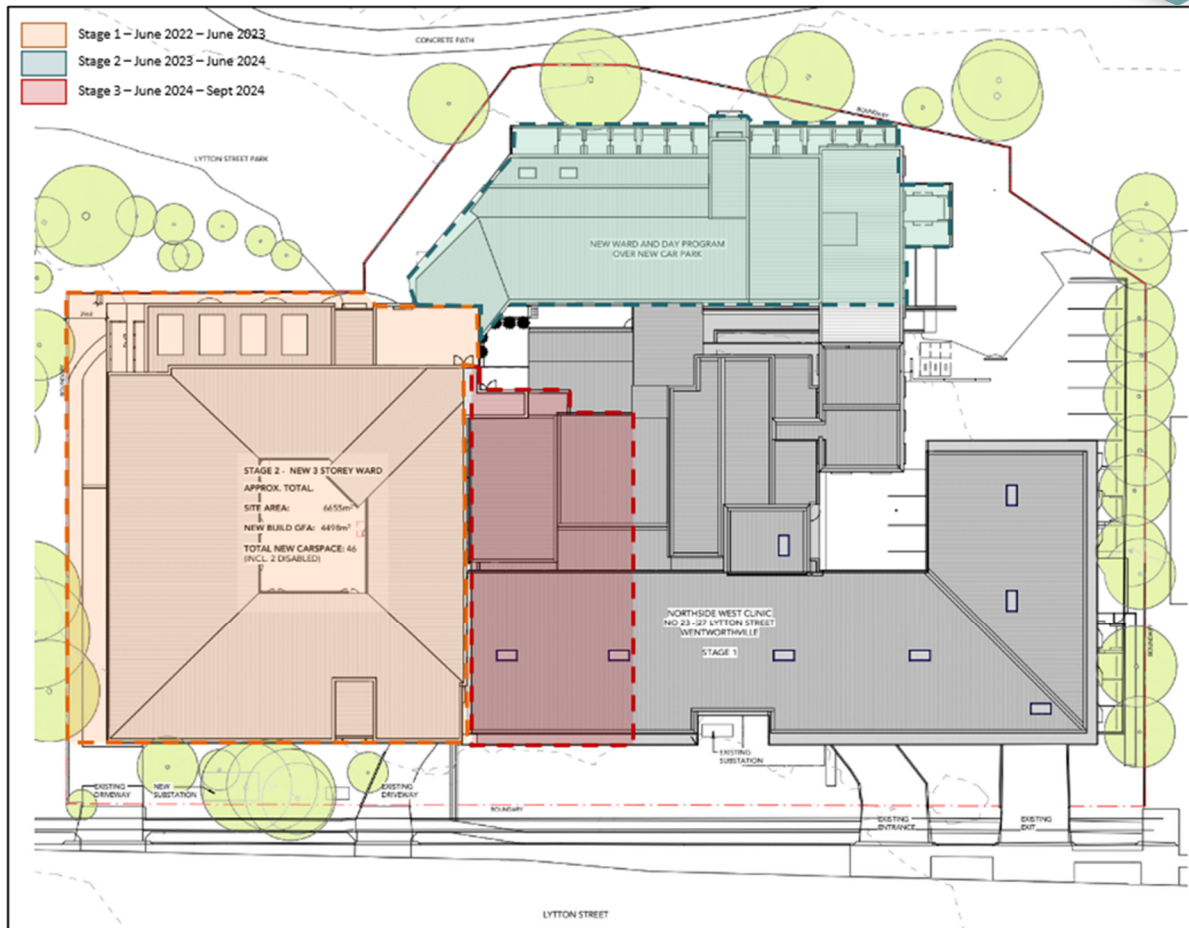 Stage 1 – June 2022 – June 2023
Stage 2 – June 2023 – June 2024
Stage 3 – June 2024 – Sept 2024
CONCRETE PATH
BOUNDARY
LYTTON STREET PARK
NEW WARD AND DAY PROGRAM
OVER NEW CAR PARK
STAGE 2 - NEW 3 STOREY WARD
APPROX. TOTAL.
SITE AREA: 6655m²
NEW BUILD GFA: 4498m²
TOTAL NEW CARSPACE: 46
(INCL. 2 DISABLED)
NORTHSIDE WEST CLINIC
NO 23 -27 LYTTON STREET
WENTWORTHVILLE
STAGE 1
BOUNDARY
EXISTING
SUBSTATION
EXISTING
DRIVEWAY
NEW
SUBSTATION
EXISTING
DRIVEWAY
BOUNDARY
EXISTING
ENTRANCE
EXISTING
EXIT
LYTTON STREET